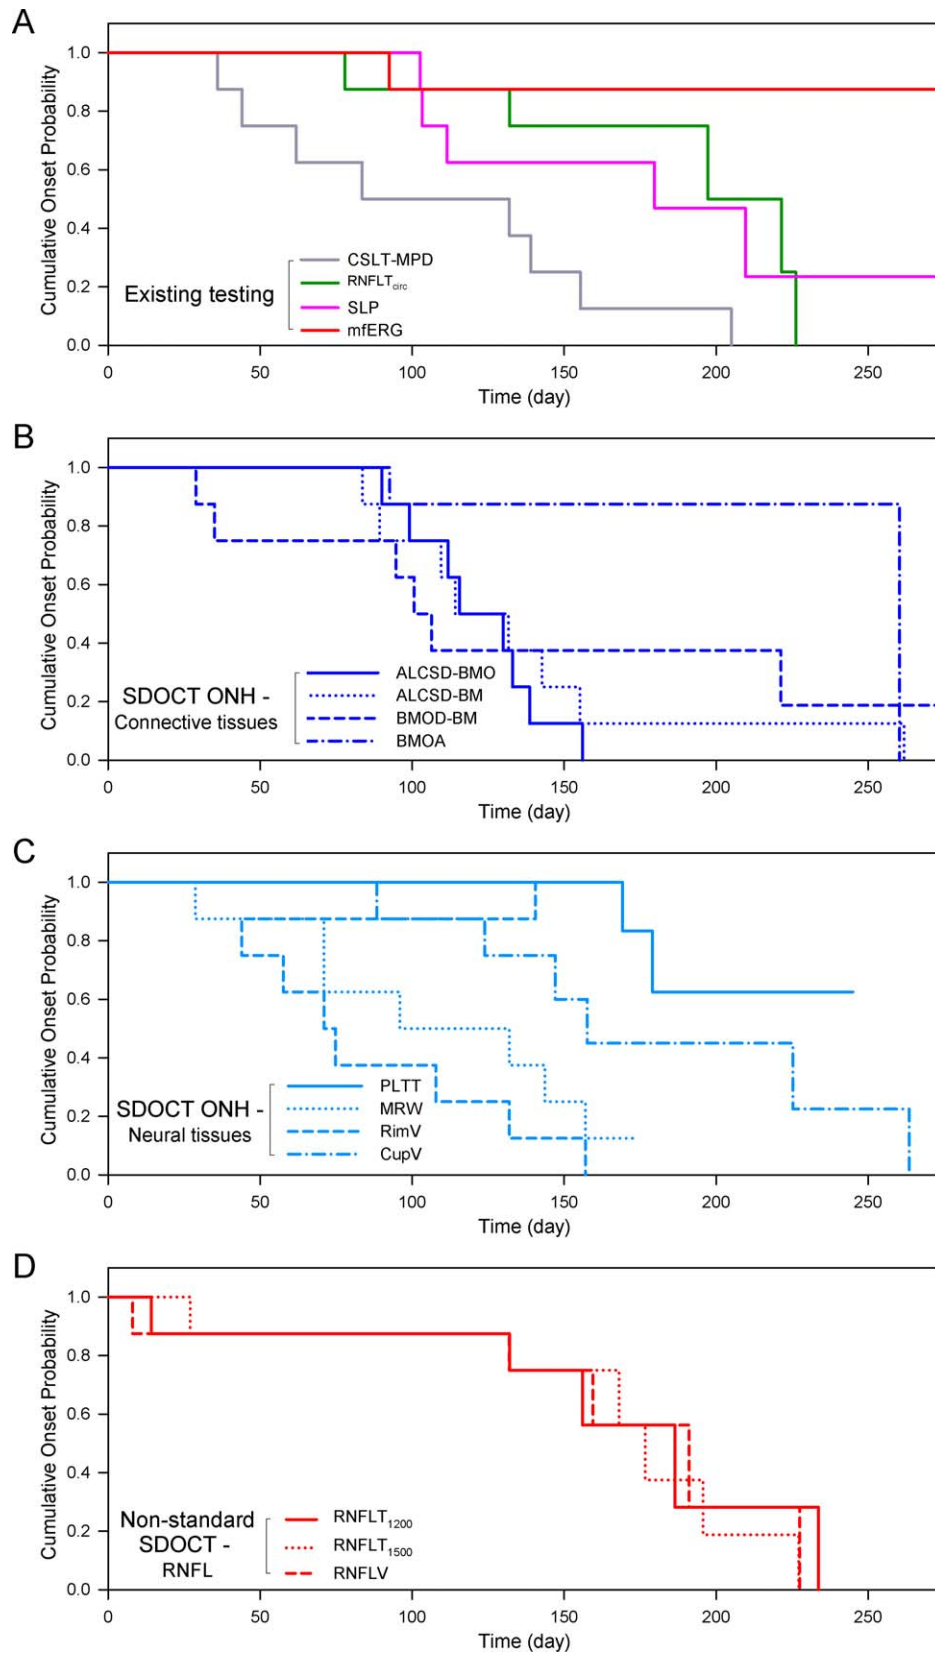 A
Cumulative Onset Probability
1.0
0.8
0.6
0.4
0.2
0.0
Existing testing
CSLT-MPD
RNFLTcirc
SLP
mfERG
0 50 100 150 200 250
Time (day)
B
Cumulative Onset Probability
1.0
0.8
0.6
0.4
0.2
0.0
SDOCT ONH -
Connective tissues
ALCSD-BMO
ALCSD-BM
BMOD-BM
BMOA
0 50 100 150 200 250
Time (day)
C
Cumulative Onset Probability
1.0
0.8
0.6
0.4
0.2
0.0
SDOCT ONH -
Neural tissues
PLTT
MRW
RimV
CupV
0 50 100 150 200 250
Time (day)
D
Cumulative Onset Probability
1.0
0.8
0.6
0.4
0.2
0.0
Non-standard
SDOCT -
RNFL
RNFLT1200
RNFLT1500
RNFLV
0 50 100 150 200 250
Time (day)